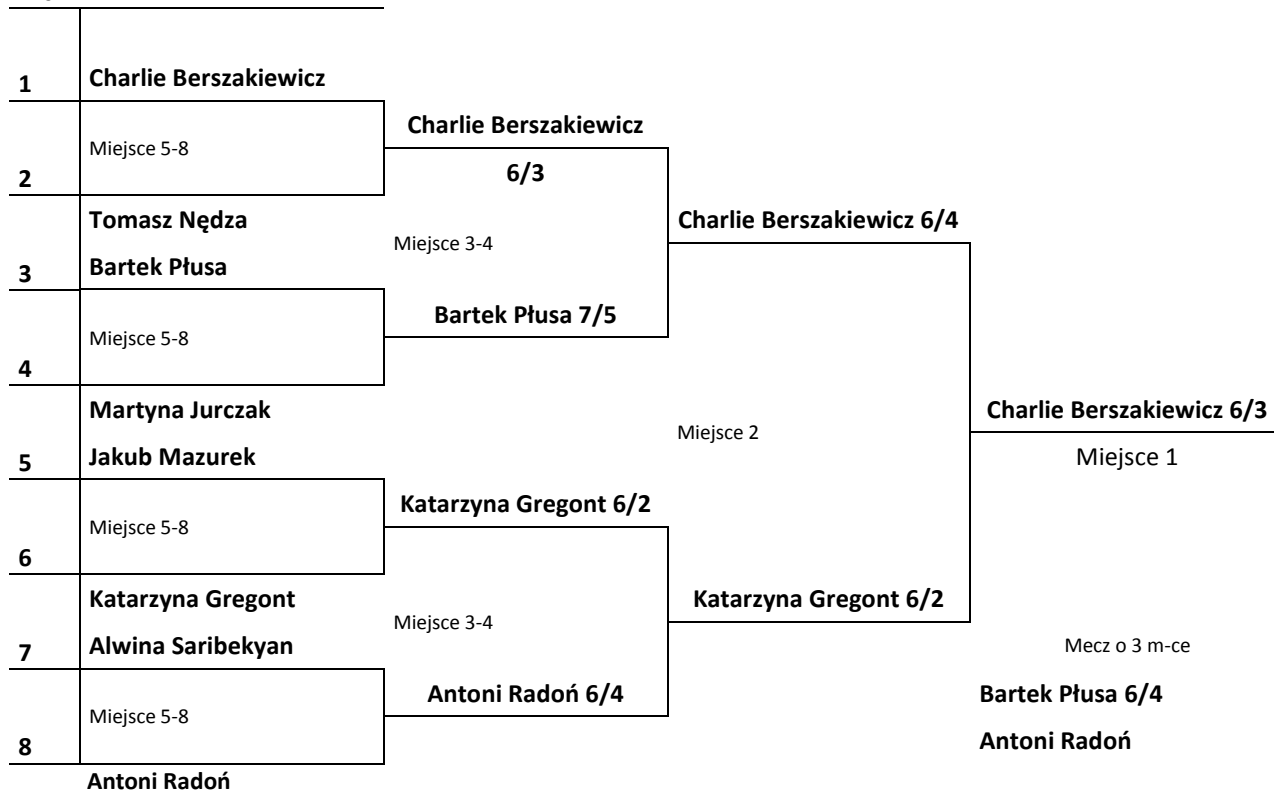 1
Charlie Berszakiewicz
Miejsce 5-8
Charlie Berszakiewicz
2
6/3
Tomasz Nędza
Charlie Berszakiewicz 6/4
Miejsce 3-4
3
Bartek Płusa
Bartek Płusa 7/5
Miejsce 5-8
4
Martyna Jurczak
Charlie Berszakiewicz 6/3
Miejsce 2
5
Jakub Mazurek
Miejsce 1
Katarzyna Gregont 6/2
Miejsce 5-8
6
Katarzyna Gregont
Katarzyna Gregont 6/2
Miejsce 3-4
7
Alwina Saribekyan
Mecz o 3 m-ce
Antoni Radoń 6/4
Bartek Płusa 6/4
Miejsce 5-8
8
Antoni Radoń
Antoni Radoń